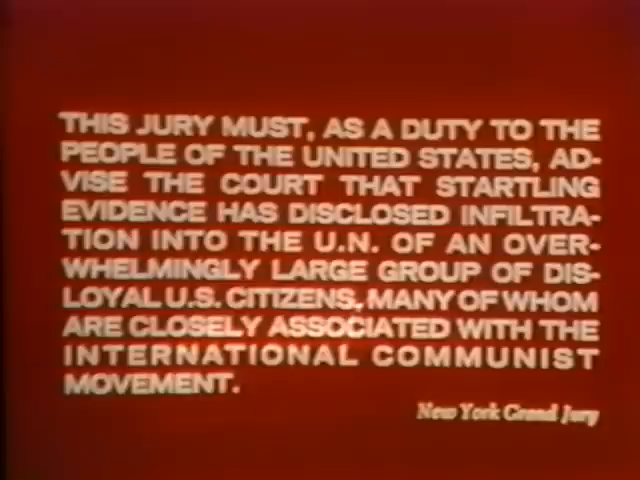 THIS JURY MUST, AS A DUTY TO THE
PEOPLE OF THE UNITED STATES, AD-
VISE THE COURT THAT STARTLING
EVIDENCE HAS DISCLOSED INFILTRA-
TION INTO THE U.N. OF AN OVER-
WHELMINGLY LARGE GROUP OF DIS-
LOYAL U.S. CITIZENS, MANY OF WHOM
ARE CLOSELY ASSOCIATED WITH THE
INTERNATIONAL COMMUNIST
MOVEMENT.
New York Grand Jury